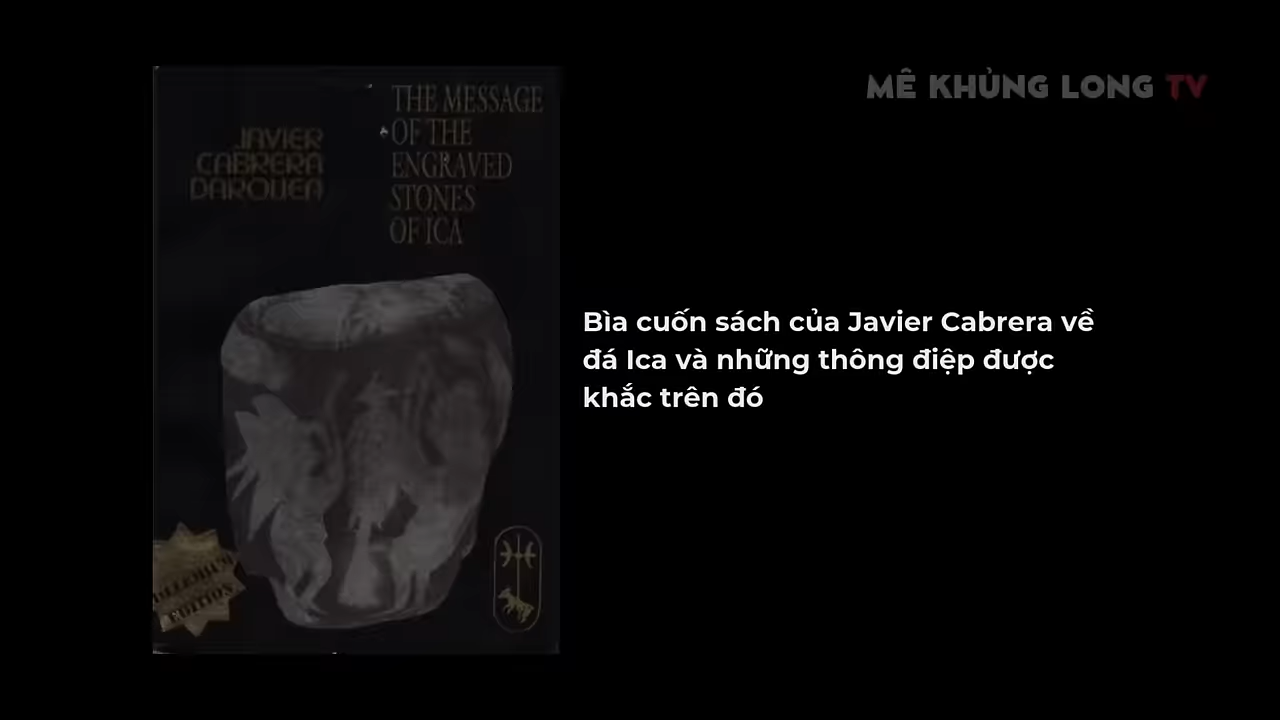 MÊ KHỦNG LONG TV
JAVIER
CABRERA
DARQUEA
THE MESSAGE
OF THE
ENGRAVED
STONES
OF ICA
Bìa cuốn sách của Javier Cabrera về
đá Ica và những thông điệp được
khắc trên đó
EDITION